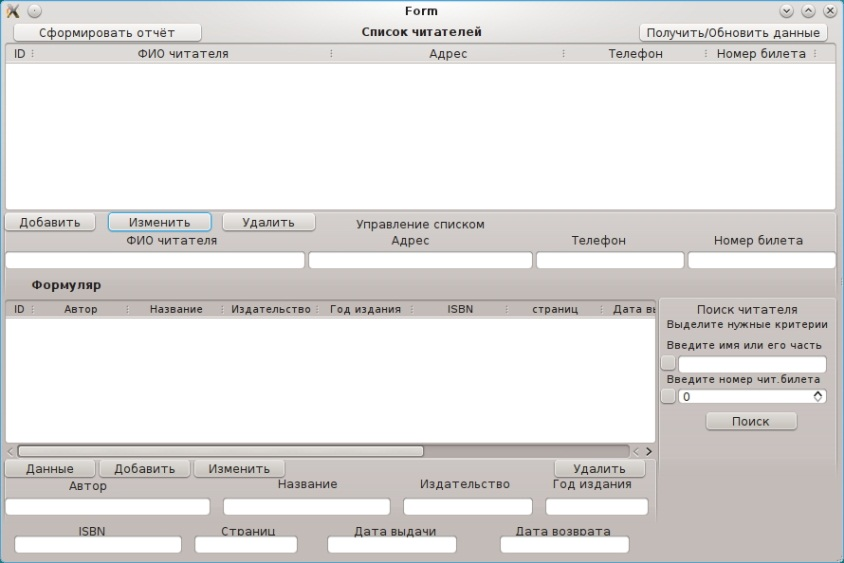 Form
Сформировать отчёт Список читателей Получить/Обновить данные
ID ФИО читателя Адрес Телефон Номер билета
Добавить Изменить Удалить Управление списком
ФИО читателя Адрес Телефон Номер билета
Формуляр
ID Автор Название Издательство Год издания ISBN страниц Дата вы
Поиск читателя
Выделите нужные критерии
Введите имя или его часть
Введите номер чит.билета
0
Поиск
Данные Добавить Изменить Удалить
Автор Название Издательство Год издания
ISBN Страниц Дата выдачи Дата возврата